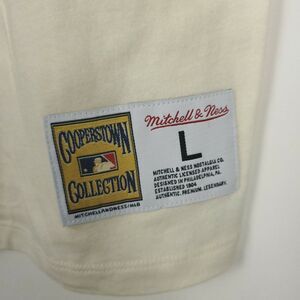 COOPERSTOWN
COLLECTION
MITCHELLANDNESS/MLB
Mitchell & Ness
L
MITCHELL & NESS NOSTALGIA CO.
AUTHENTIC LICENSED APPAREL
DESIGNED IN PHILADELPHIA, PA.
ESTABLISHED 1904
AUTHENTIC. PREMIUM. LEGENDARY.